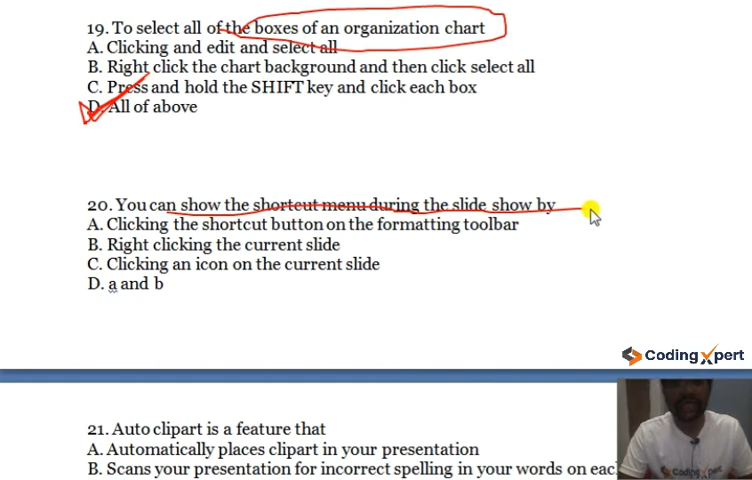 19. To select all of the boxes of an organization chart
A. Clicking and edit and select all
B. Right click the chart background and then click select all
C. Press and hold the SHIFT key and click each box
D. All of above
20. You can show the shortcut menu during the slide show by
A. Clicking the shortcut button on the formatting toolbar
B. Right clicking the current slide
C. Clicking an icon on the current slide
D. a and b
Coding Xpert
21. Auto clipart is a feature that
A. Automatically places clipart in your presentation
B. Scans your presentation for incorrect spelling in your words on eac
Coding Xpert